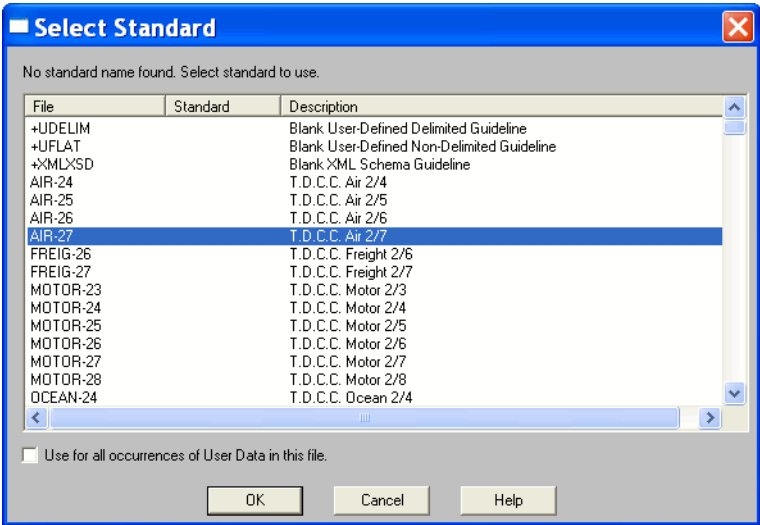 Select Standard
No standard name found. Select standard to use.
File Standard Description
+UDELIM Blank User-Defined Delimited Guideline
+UFLAT Blank User-Defined Non-Delimited Guideline
+XMLXSD Blank XML Schema Guideline
AIR-24 T.D.C.C. Air 2/4
AIR-25 T.D.C.C. Air 2/5
AIR-26 T.D.C.C. Air 2/6
AIR-27 T.D.C.C. Air 2/7
FREIG-26 T.D.C.C. Freight 2/6
FREIG-27 T.D.C.C. Freight 2/7
MOTOR-23 T.D.C.C. Motor 2/3
MOTOR-24 T.D.C.C. Motor 2/4
MOTOR-25 T.D.C.C. Motor 2/5
MOTOR-26 T.D.C.C. Motor 2/6
MOTOR-27 T.D.C.C. Motor 2/7
MOTOR-28 T.D.C.C. Motor 2/8
OCEAN-24 T.D.C.C. Ocean 2/4
Use for all occurrences of User Data in this file.
OK Cancel Help